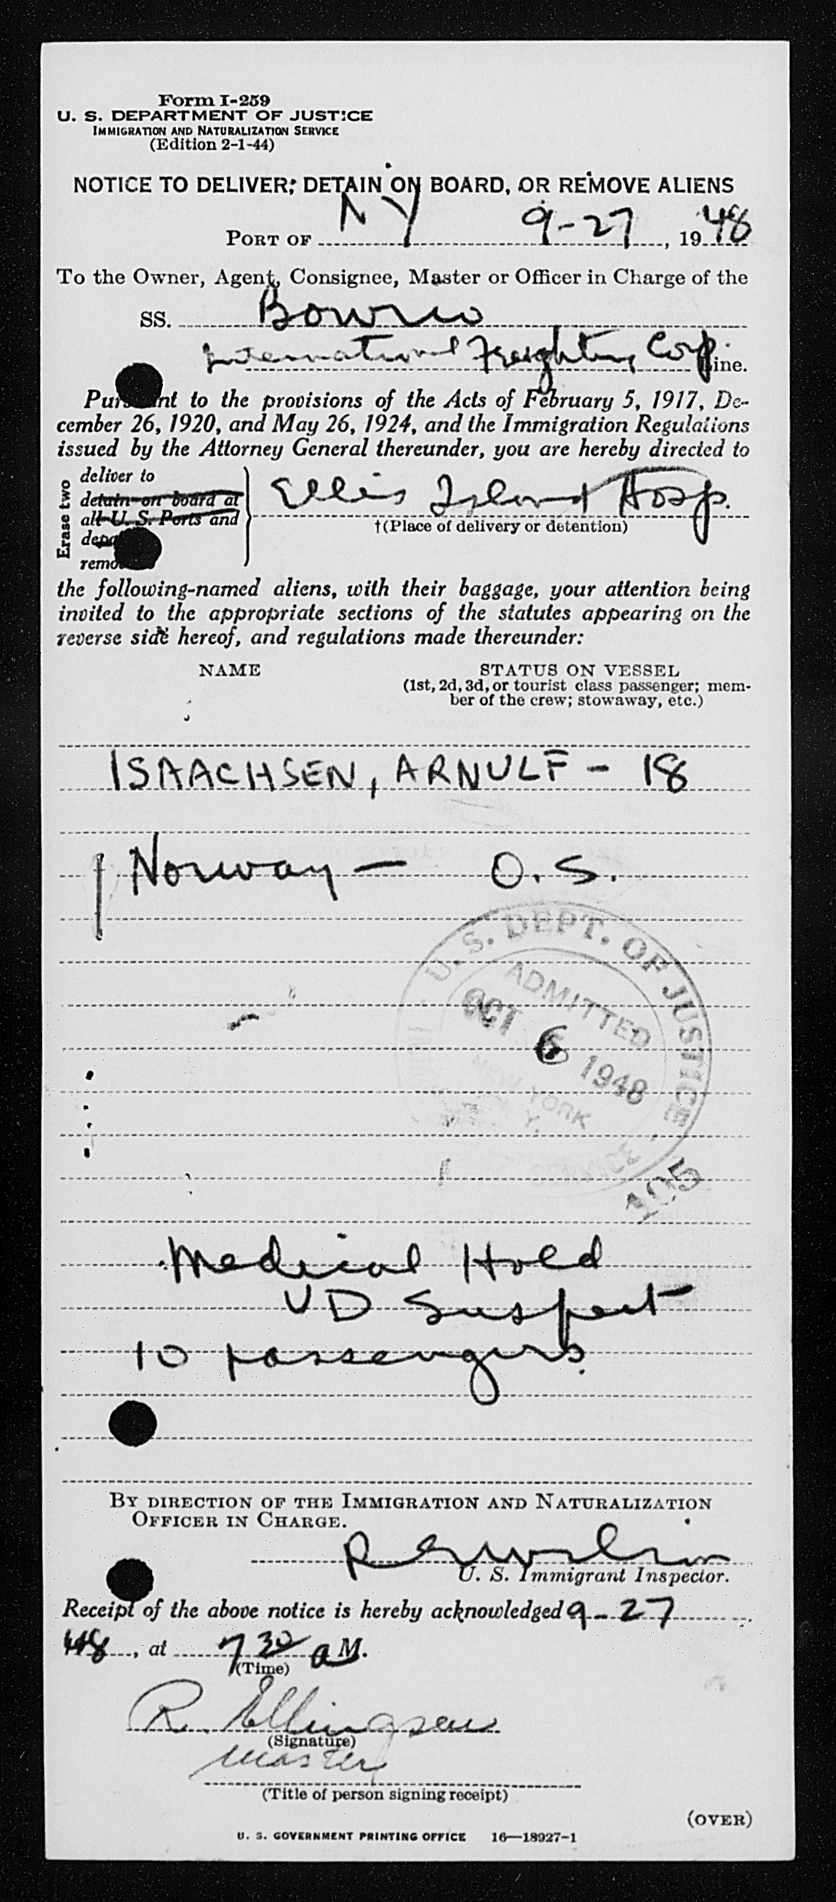 Form I-259
U. S. DEPARTMENT OF JUSTICE
IMMIGRATION AND NATURALIZATION SERVICE
(Edition 2-1-44)
NOTICE TO DELIVER, DETAIN ON BOARD, OR REMOVE ALIENS
PORT OF NY 9-27, 1948
To the Owner, Agent, Consignee, Master or Officer in Charge of the
SS. Bowrio
International Freighting Corp. Line.
Pursuant to the provisions of the Acts of February 5, 1917, De-
cember 26, 1920, and May 26, 1924, and the Immigration Regulations
issued by the Attorney General thereunder, you are hereby directed to
Erase two
deliver to
detain on board at
all U. S. Ports and
Ellis Island Hosp.
†(Place of delivery or detention)
the following-named aliens, with their baggage, your attention being
invited to the appropriate sections of the statutes appearing on the
reverse side hereof, and regulations made thereunder:
NAME STATUS ON VESSEL
(1st, 2d, 3d, or tourist class passenger; mem-
ber of the crew; stowaway, etc.)
ISAACHSEN, ARNULF - 18
Norway - O.S.
U.S. DEPT. OF JUSTICE
ADMITTED
OCT 6 1948
NEW YORK
N. Y.
SERVICE
105
Medical Hold
VD Suspect
10 passengers
BY DIRECTION OF THE IMMIGRATION AND NATURALIZATION
OFFICER IN CHARGE.
U. S. Immigrant Inspector.
Receipt of the above notice is hereby acknowledged 9-27
48, at 7 30 a M.
(Time)
R. Ellingsen
(Signature)
Master
(Title of person signing receipt)
(OVER)
U. S. GOVERNMENT PRINTING OFFICE 16—18927-1